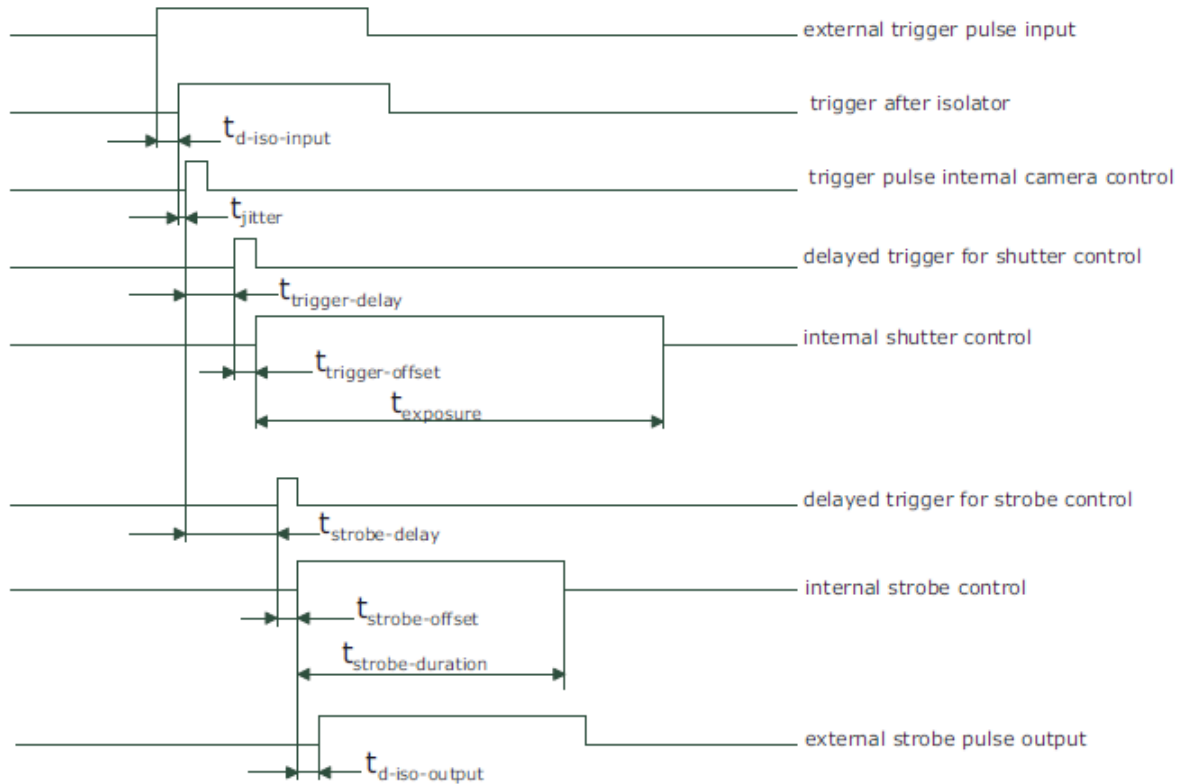 external trigger pulse input
trigger after isolator
td-iso-input
trigger pulse internal camera control
tjitter
delayed trigger for shutter control
ttrigger-delay
internal shutter control
ttrigger-offset
texposure
delayed trigger for strobe control
tstrobe-delay
internal strobe control
tstrobe-offset
tstrobe-duration
external strobe pulse output
td-iso-output